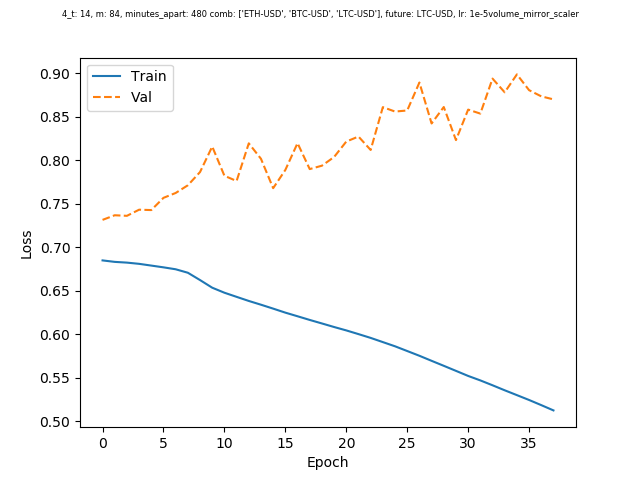 4_t: 14, m: 84, minutes_apart: 480 comb: ['ETH-USD', 'BTC-USD', 'LTC-USD'], future: LTC-USD, lr: 1e-5volume_mirror_scaler
Train
Val
0.90
0.85
0.80
0.75
0.70
0.65
0.60
0.55
0.50
Loss
0 5 10 15 20 25 30 35
Epoch